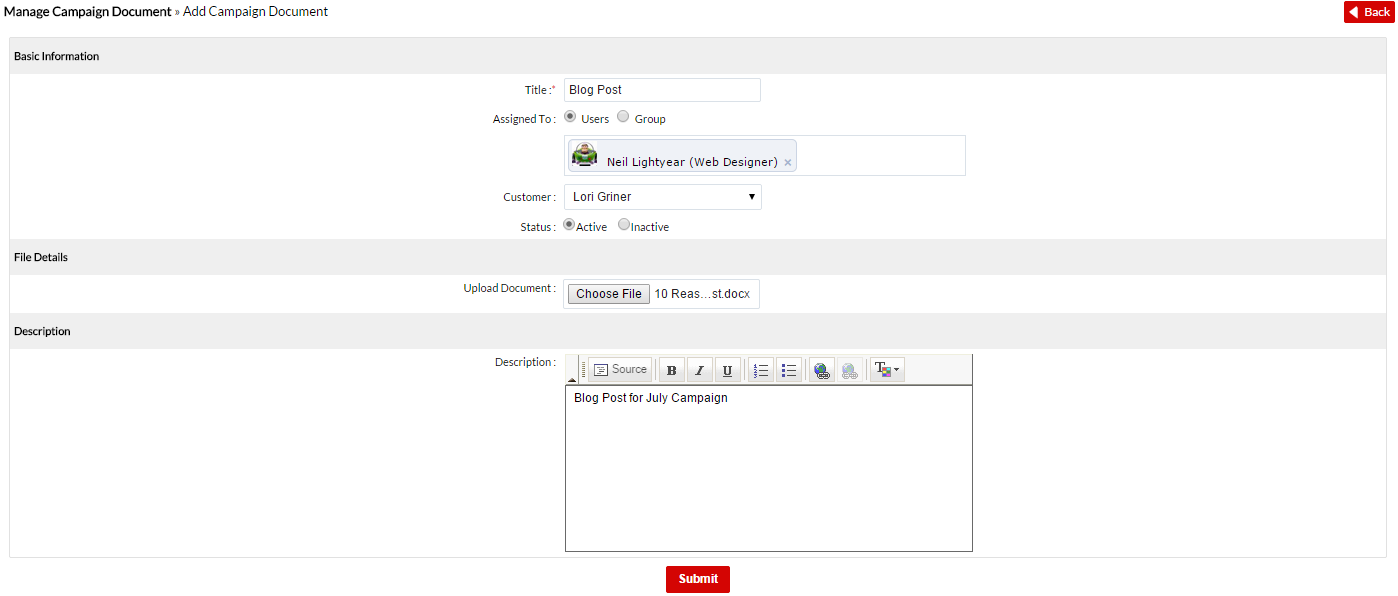 Manage Campaign Document » Add Campaign Document
Back
Basic Information
Title :* Blog Post
Assigned To : Users Group
Neil Lightyear (Web Designer) ×
Customer : Lori Griner
Status : Active Inactive
File Details
Upload Document : Choose File 10 Reas...st.docx
Description
Description : Source B I U
Blog Post for July Campaign
Submit